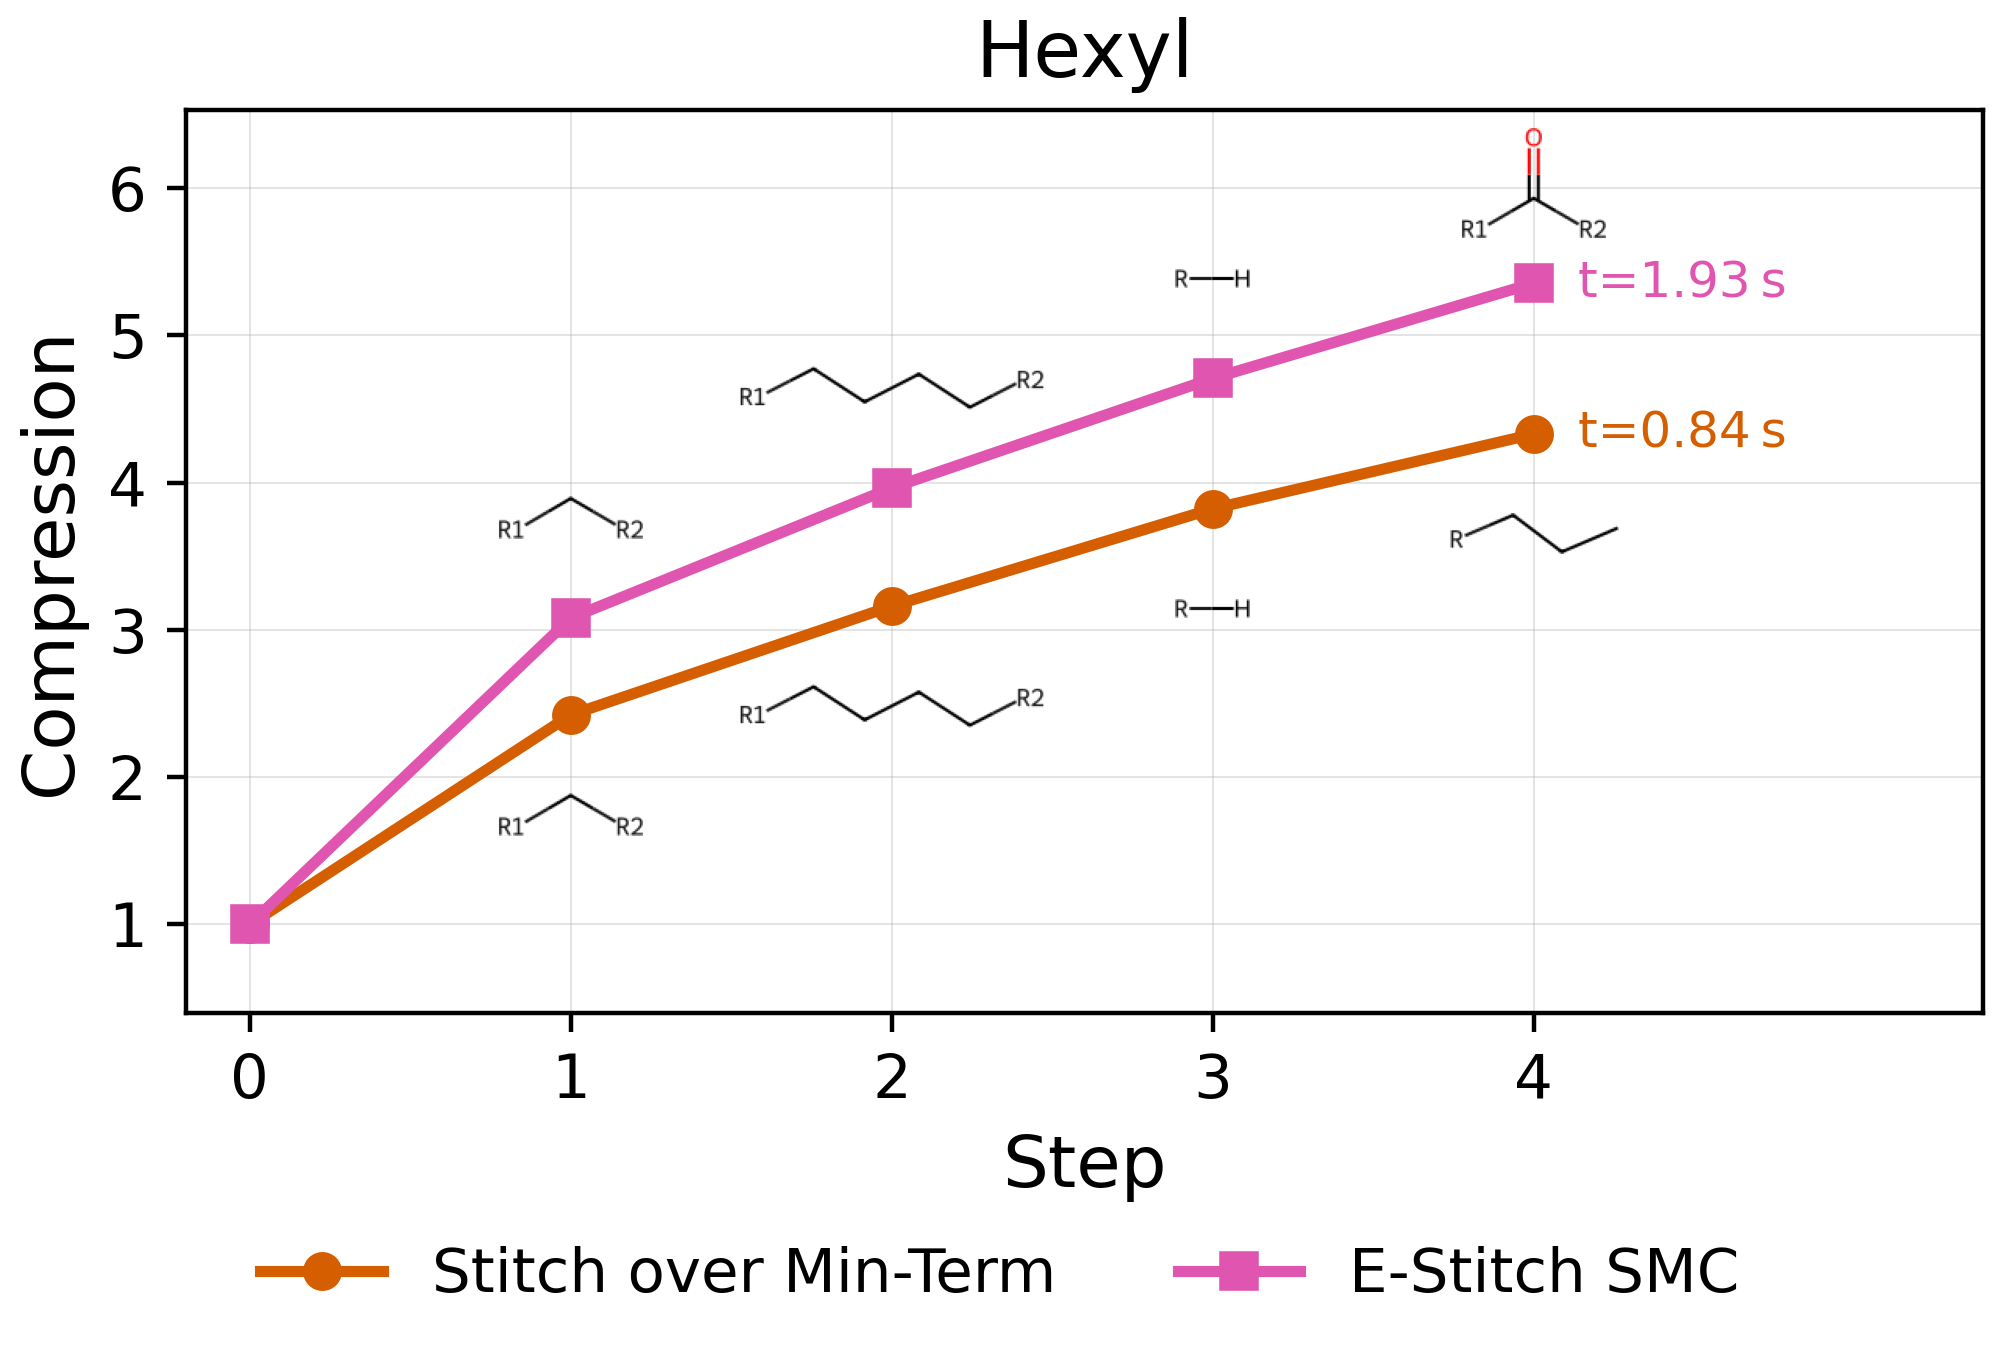 Hexyl
Compression
6
5
4
3
2
1
O
R1 R2
t=1.93 s
R—H
R1 R2
t=0.84 s
R1 R2
R
R—H
R1 R2
R1 R2
0 1 2 3 4
Step
Stitch over Min-Term E-Stitch SMC